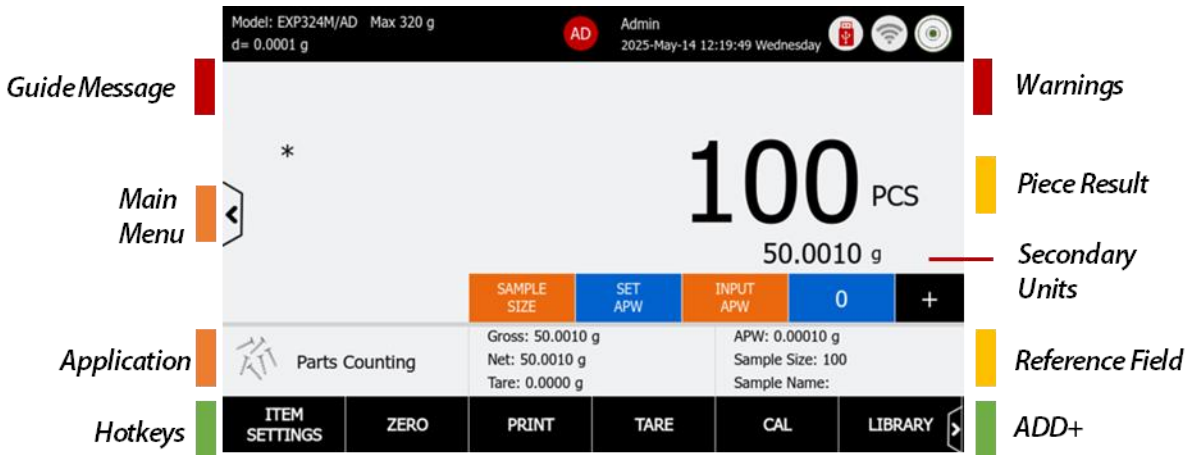 Model: EXP324M/AD Max 320 g
d= 0.0001 g
AD
Admin
2025-May-14 12:19:49 Wednesday
Guide Message
Warnings
*
100 PCS
Piece Result
Main
Menu
50.0010 g
Secondary
Units
SAMPLE
SIZE
SET
APW
INPUT
APW
0
+
Application
Parts Counting
Gross: 50.0010 g
Net: 50.0010 g
Tare: 0.0000 g
APW: 0.00010 g
Sample Size: 100
Sample Name:
Reference Field
Hotkeys
ITEM
SETTINGS
ZERO
PRINT
TARE
CAL
LIBRARY
ADD+